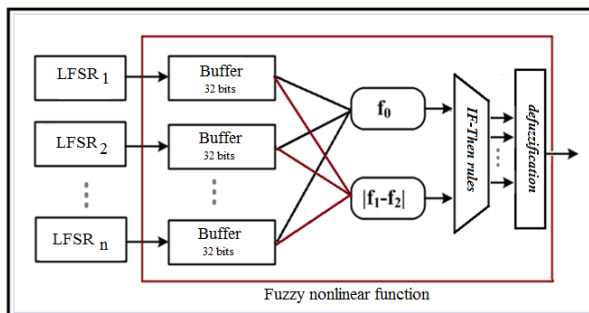 LFSR 1
Buffer
32 bits
LFSR 2
Buffer
32 bits
LFSR n
Buffer
32 bits
f0
|f1-f2|
IF-Then rules
defuzzification
Fuzzy nonlinear function